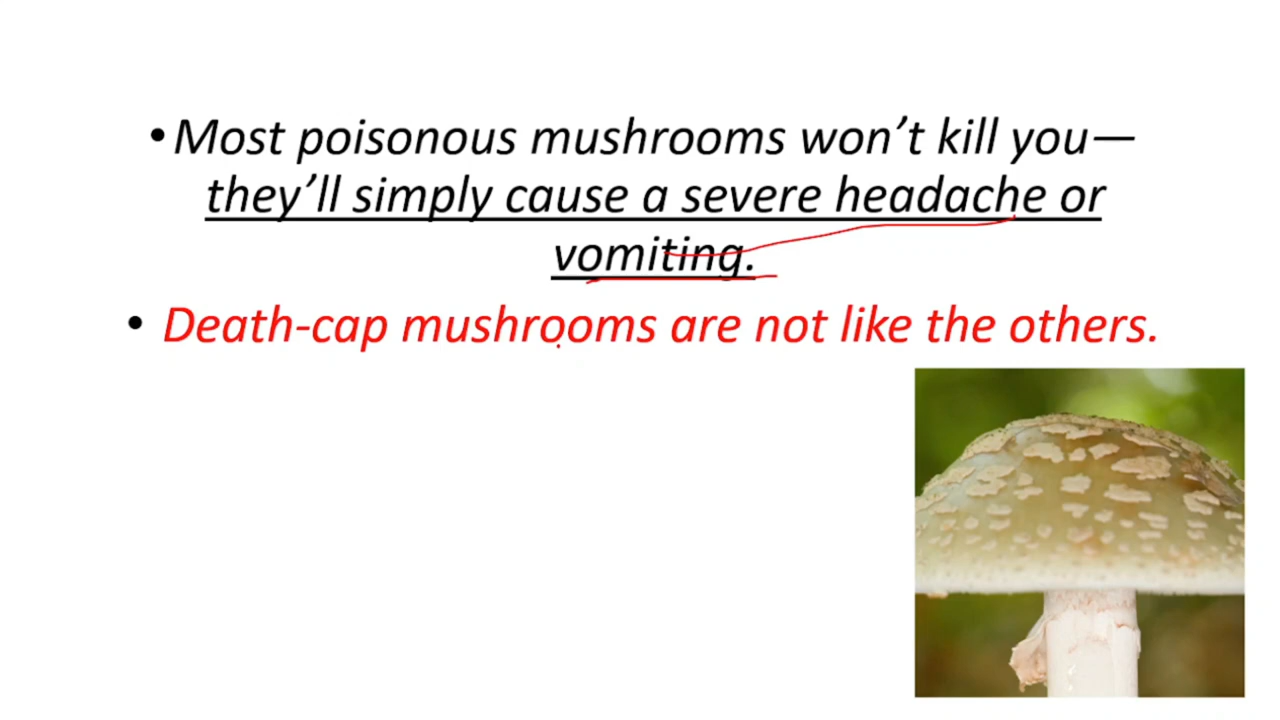 • Most poisonous mushrooms won’t kill you—
they’ll simply cause a severe headache or
vomiting.
• Death-cap mushrooms are not like the others.